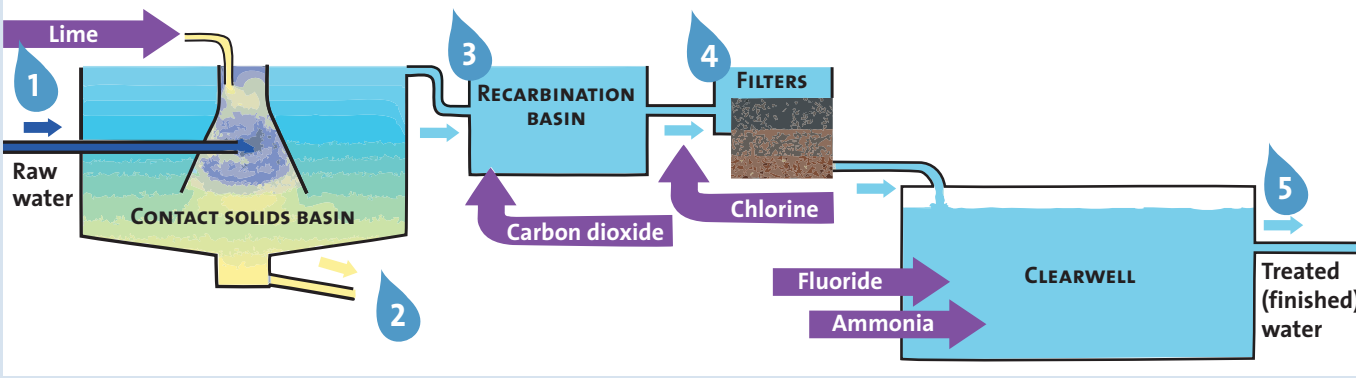 Lime
1
Raw
water
CONTACT SOLIDS BASIN
2
3
RECARBINATION
BASIN
Carbon dioxide
4
FILTERS
Chlorine
Fluoride
Ammonia
CLEARWELL
5
Treated
(finished)
water